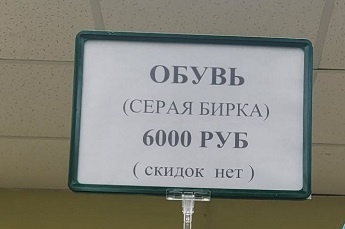 ОБУВЬ
(СЕРАЯ БИРКА)
6000 РУБ
( скидок нет )